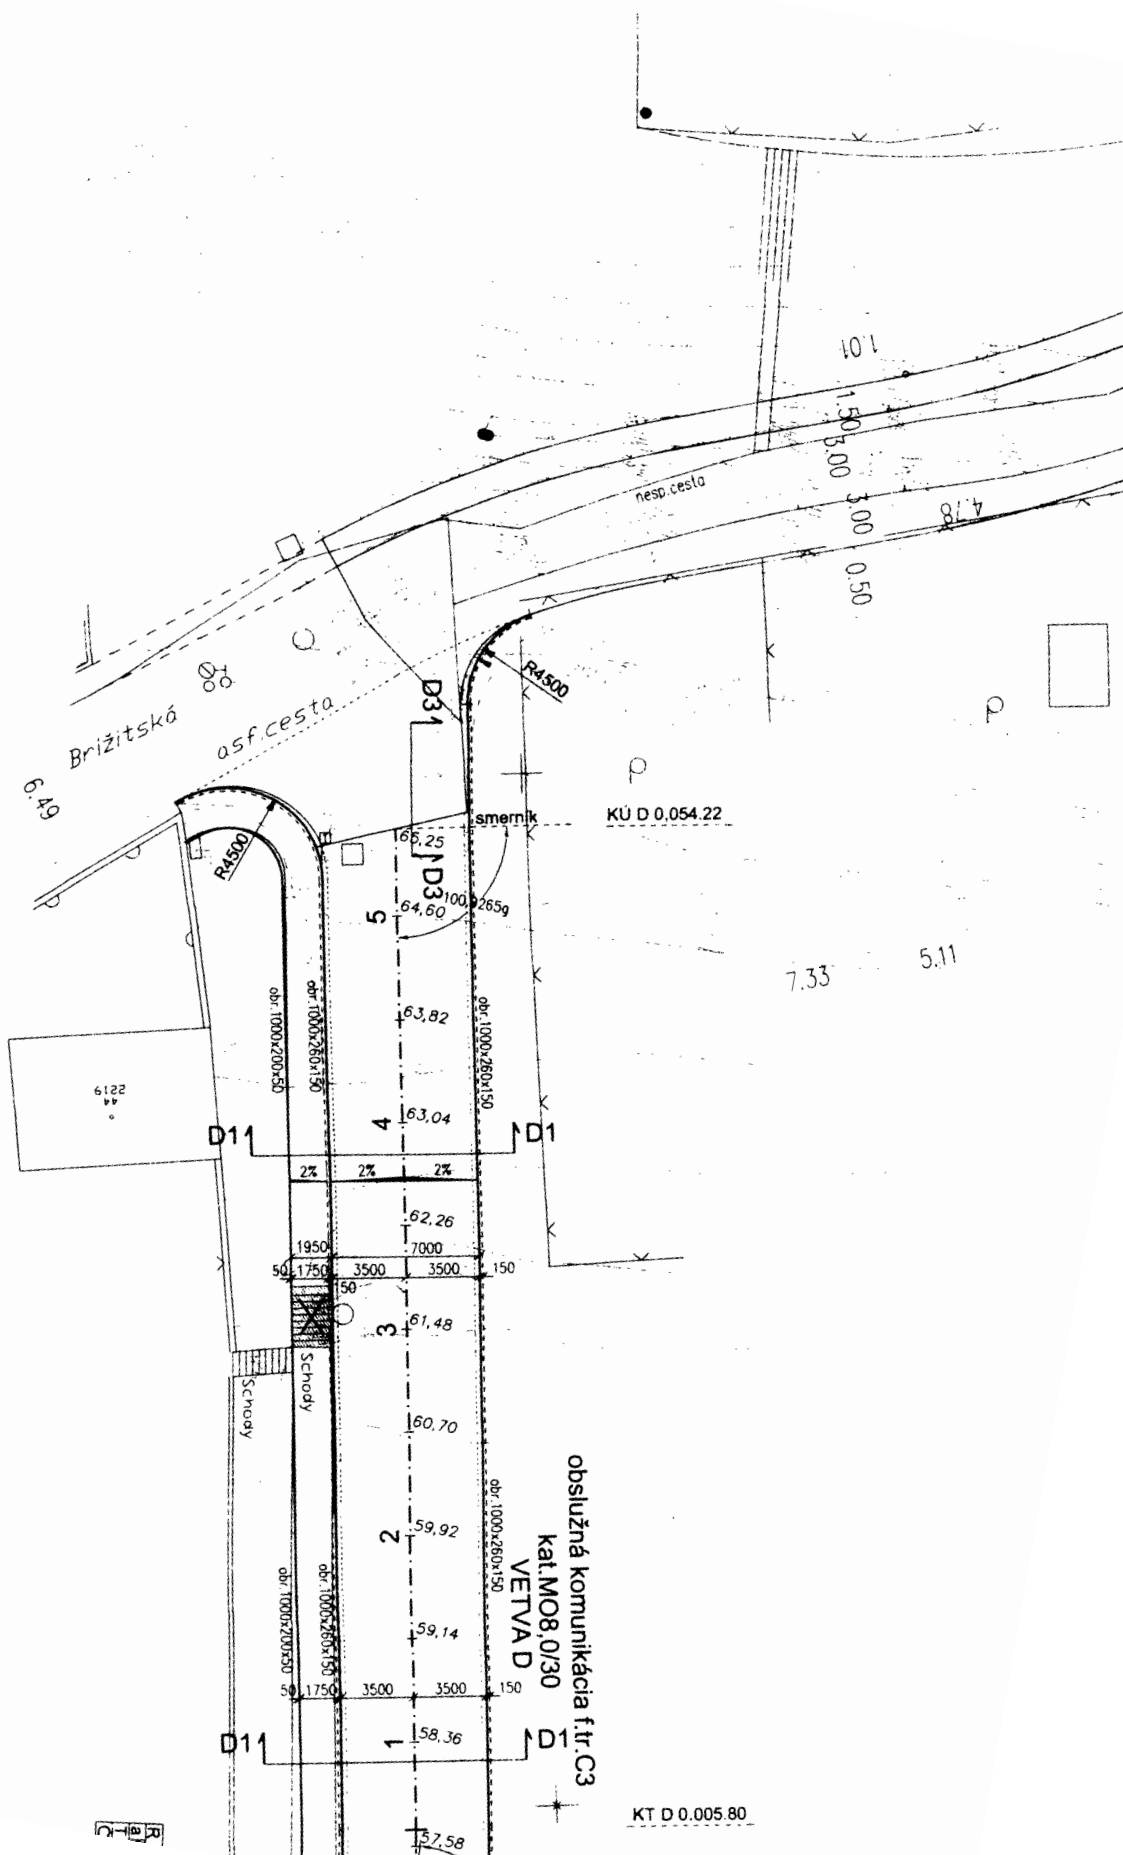 1.01
1.50
3.00
3.00
0.50
4.78
nesp.cesta
R4500
Brižitská
asf.cesta
6.49
D3
smerník
KÚ D 0,054.22
65,25
R4500
D3
64,60
5
7.33
5.11
63,82
obr.1000x200x50
obr.1000x260x150
obr.1000x260x150
44
2219
4
63,04
D1
D1
2%
2%
2%
62,26
1950
7000
50
1750
3500
3500
150
50
3
61,48
Schody
Schody
60,70
2
59,92
obr.1000x260x150
obslužná komunikácia f.tr.C3
kat.MO8,0/30
VETVA D
59,14
obr.1000x200x50
obr.1000x260x150
50
1750
3500
3500
150
1
58,36
D1
D1
KT D 0.005.80
57,58